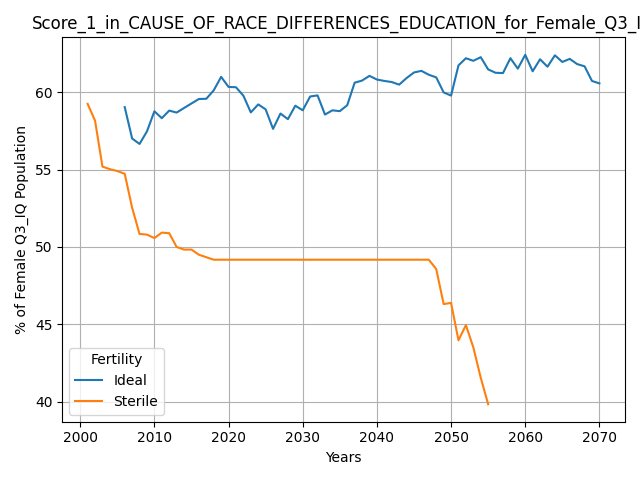 Score_1_in_CAUSE_OF_RACE_DIFFERENCES_EDUCATION_for_Female_Q3_I
% of Female Q3_IQ Population
60
55
50
45
40
Fertility
Ideal
Sterile
2000 2010 2020 2030 2040 2050 2060 2070
Years